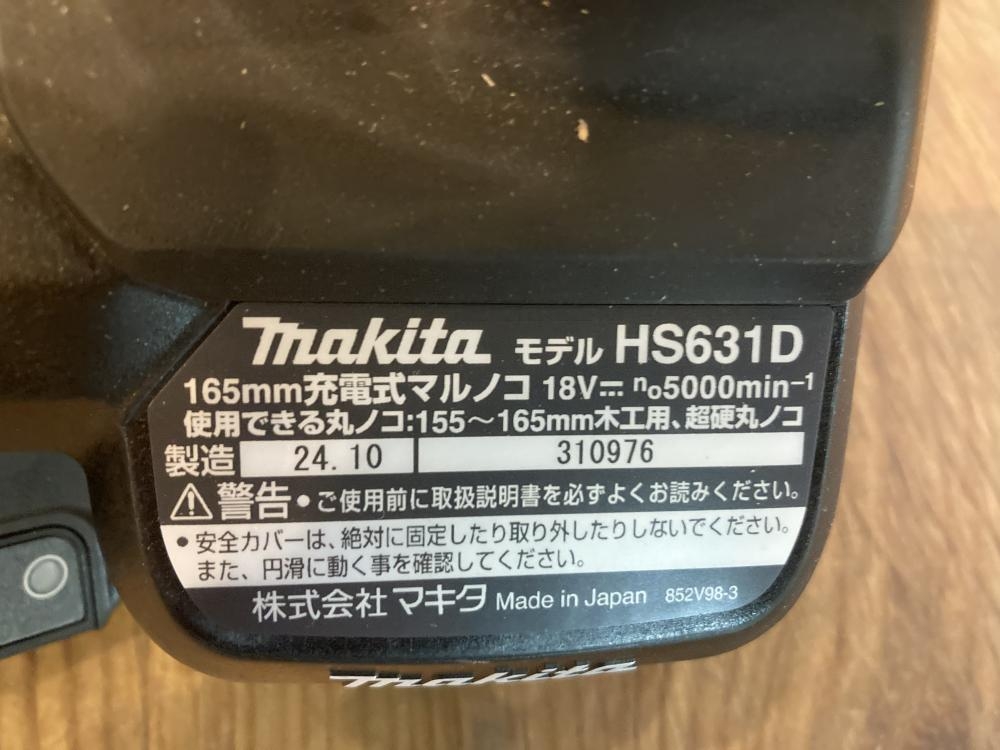 makita モデル HS631D
165mm充電式マルノコ 18V⎓ n₀5000min⁻¹
使用できる丸ノコ:155～165mm木工用、超硬丸ノコ
製造 24.10 310976
⚠警告・ご使用前に取扱説明書を必ずよくお読みください。
・安全カバーは、絶対に固定したり取り外したりしないでください。
また、円滑に動く事を確認してください。
株式会社マキタ Made in Japan 852V98-3
makita